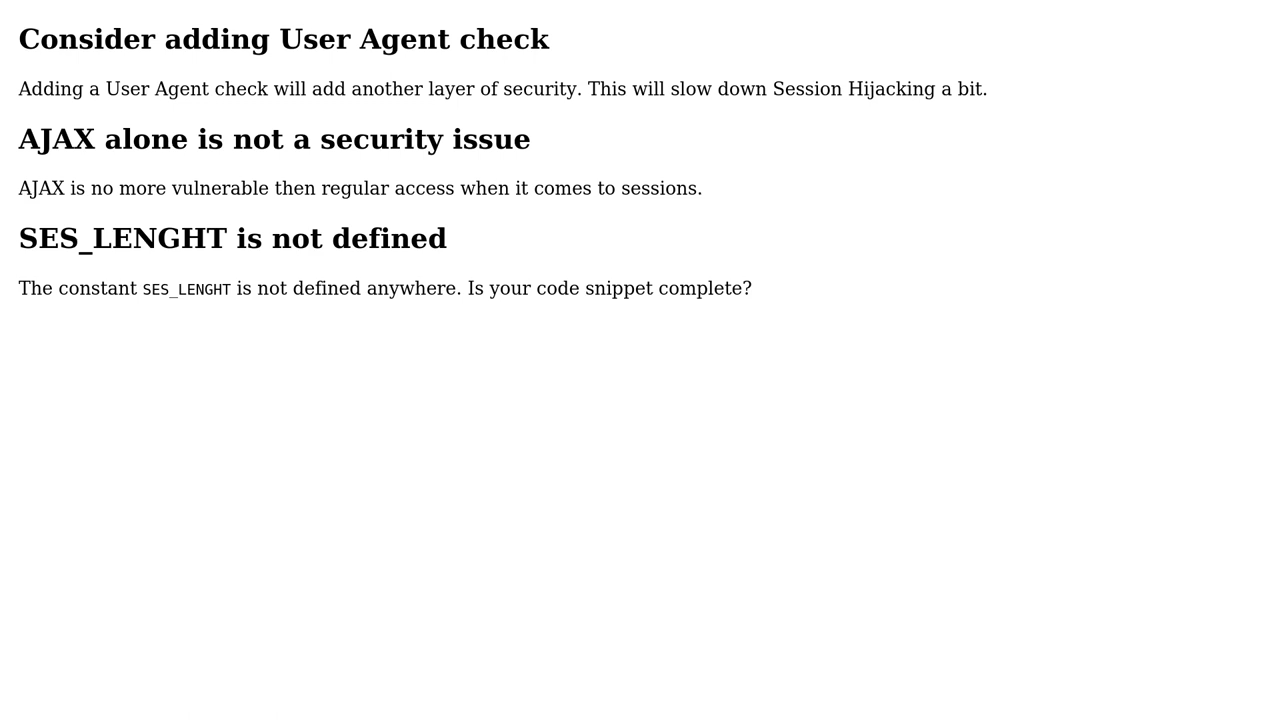 Consider adding User Agent check
Adding a User Agent check will add another layer of security. This will slow down Session Hijacking a bit.
AJAX alone is not a security issue
AJAX is no more vulnerable then regular access when it comes to sessions.
SES_LENGHT is not defined
The constant SES_LENGHT is not defined anywhere. Is your code snippet complete?